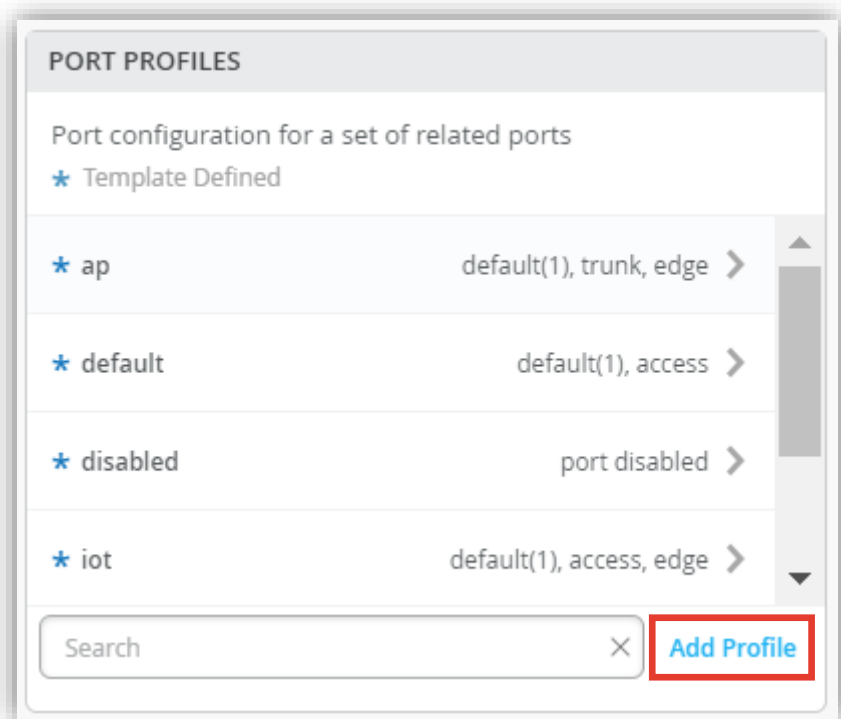 PORT PROFILES
Port configuration for a set of related ports
* Template Defined
* ap default(1), trunk, edge
* default default(1), access
* disabled port disabled
* iot default(1), access, edge
Search × Add Profile